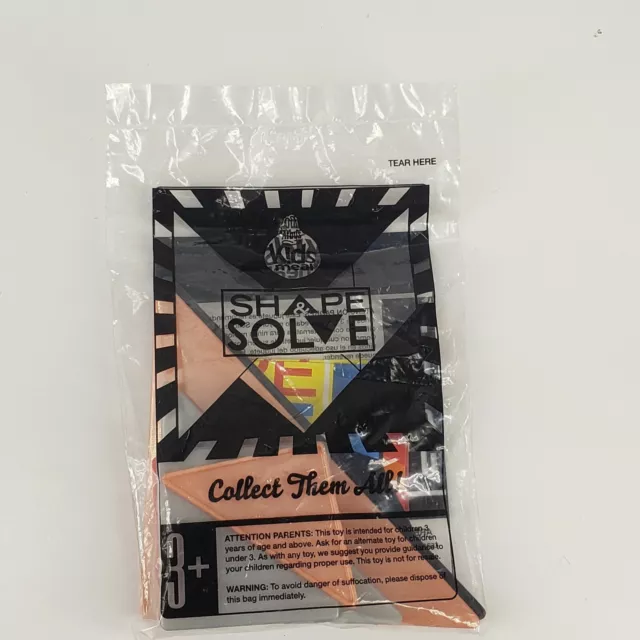 TEAR HERE
Kids
meal
SHAPE
&
SOLVE
Collect Them All!
3+
ATTENTION PARENTS: This toy is intended for children 3
years of age and above. Ask for an alternate toy for children
under 3. As with any toy, we suggest you provide guidance to
your children regarding proper use. This toy is not for resale.
WARNING: To avoid danger of suffocation, please dispose of
this bag immediately.